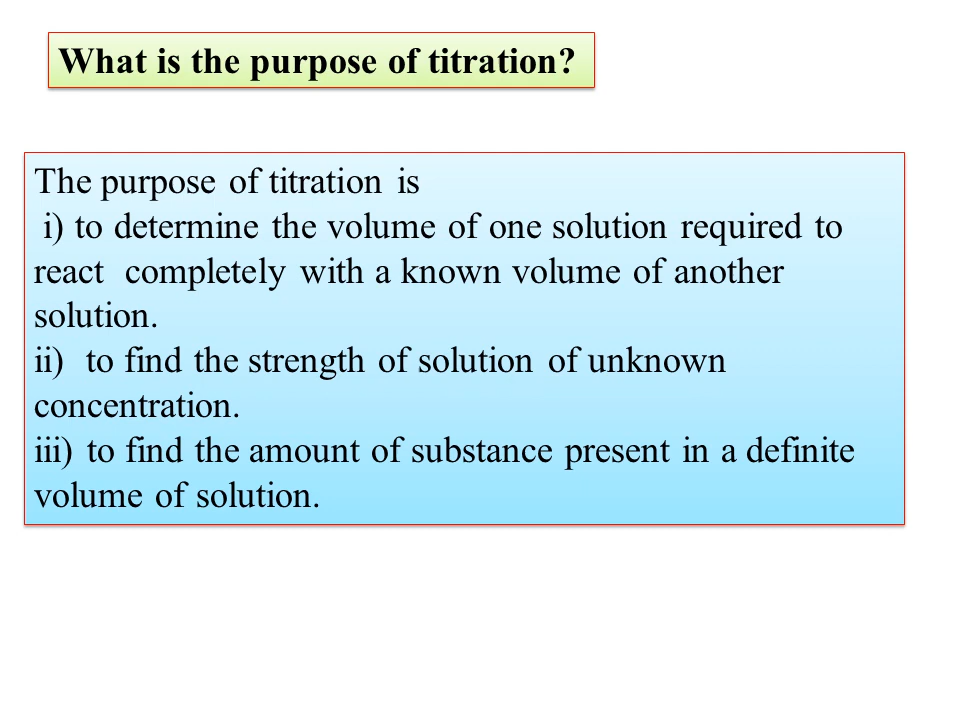 What is the purpose of titration?
The purpose of titration is
i) to determine the volume of one solution required to
react  completely with a known volume of another
solution.
ii)  to find the strength of solution of unknown
concentration.
iii) to find the amount of substance present in a definite
volume of solution.